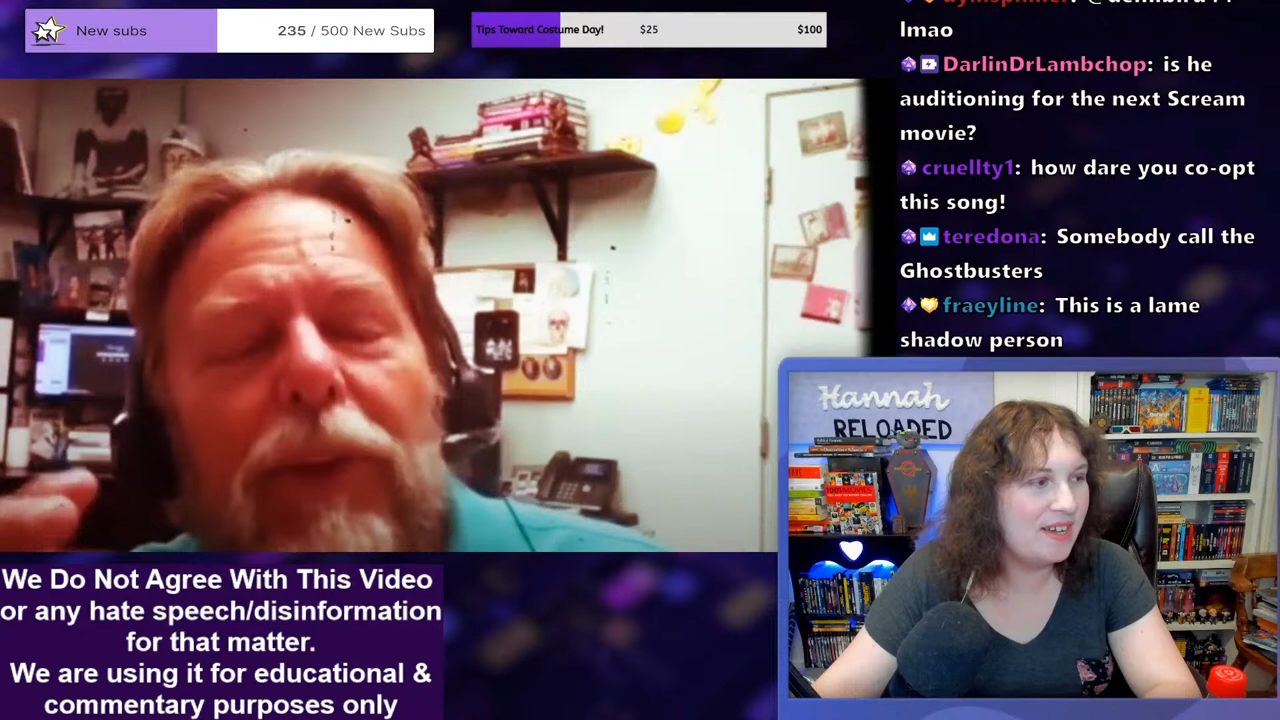 New subs
235 / 500 New Subs
Tips Toward Costume Day!
$25
$100
lmao
DarlinDrLambchop: is he
auditioning for the next Scream
movie?
cruellty1: how dare you co-opt
this song!
teredona: Somebody call the
Ghostbusters
fraeyline: This is a lame
shadow person
Hannah
RELOADED
We Do Not Agree With This Video
or any hate speech/disinformation
for that matter.
We are using it for educational &
commentary purposes only